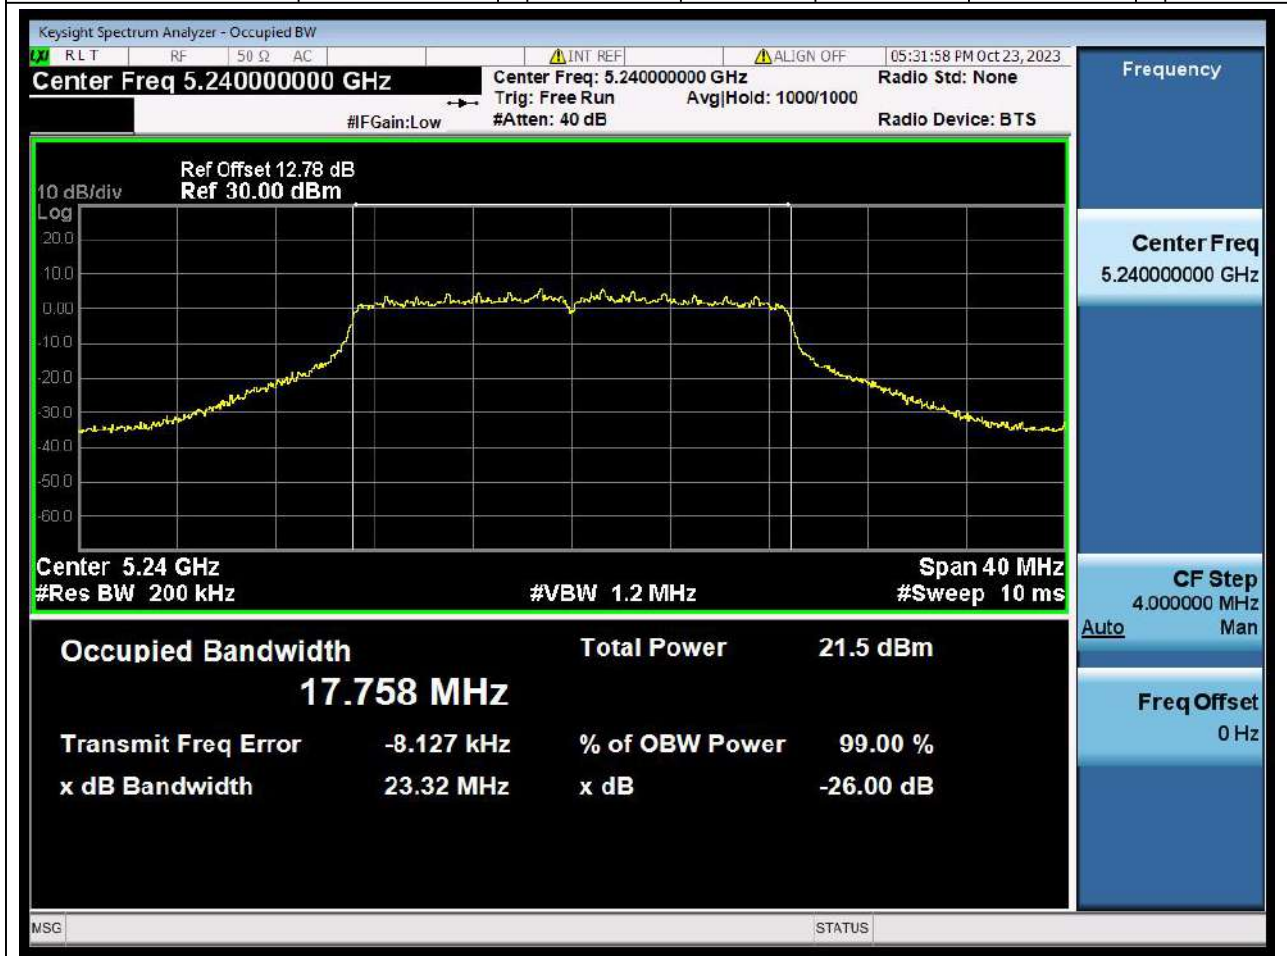 Keysight Spectrum Analyzer - Occupied BW
LXI RLT RF 50 Ω AC ⚠INT REF ⚠ALIGN OFF 05:31:58 PM Oct 23, 2023
Center Freq 5.240000000 GHz
Center Freq: 5.240000000 GHz Radio Std: None
Trig: Free Run Avg|Hold: 1000/1000
#IFGain:Low #Atten: 40 dB Radio Device: BTS
Ref Offset 12.78 dB
10 dB/div Ref 30.00 dBm
Log
20.0
10.0
0.00
-10.0
-20.0
-30.0
-40.0
-50.0
-60.0
Center 5.24 GHz Span 40 MHz
#Res BW 200 kHz #VBW 1.2 MHz #Sweep 10 ms
Occupied Bandwidth Total Power 21.5 dBm
17.758 MHz
Transmit Freq Error -8.127 kHz % of OBW Power 99.00 %
x dB Bandwidth 23.32 MHz x dB -26.00 dB
MSG STATUS
Frequency
Center Freq
5.240000000 GHz
CF Step
4.000000 MHz
Auto Man
Freq Offset
0 Hz